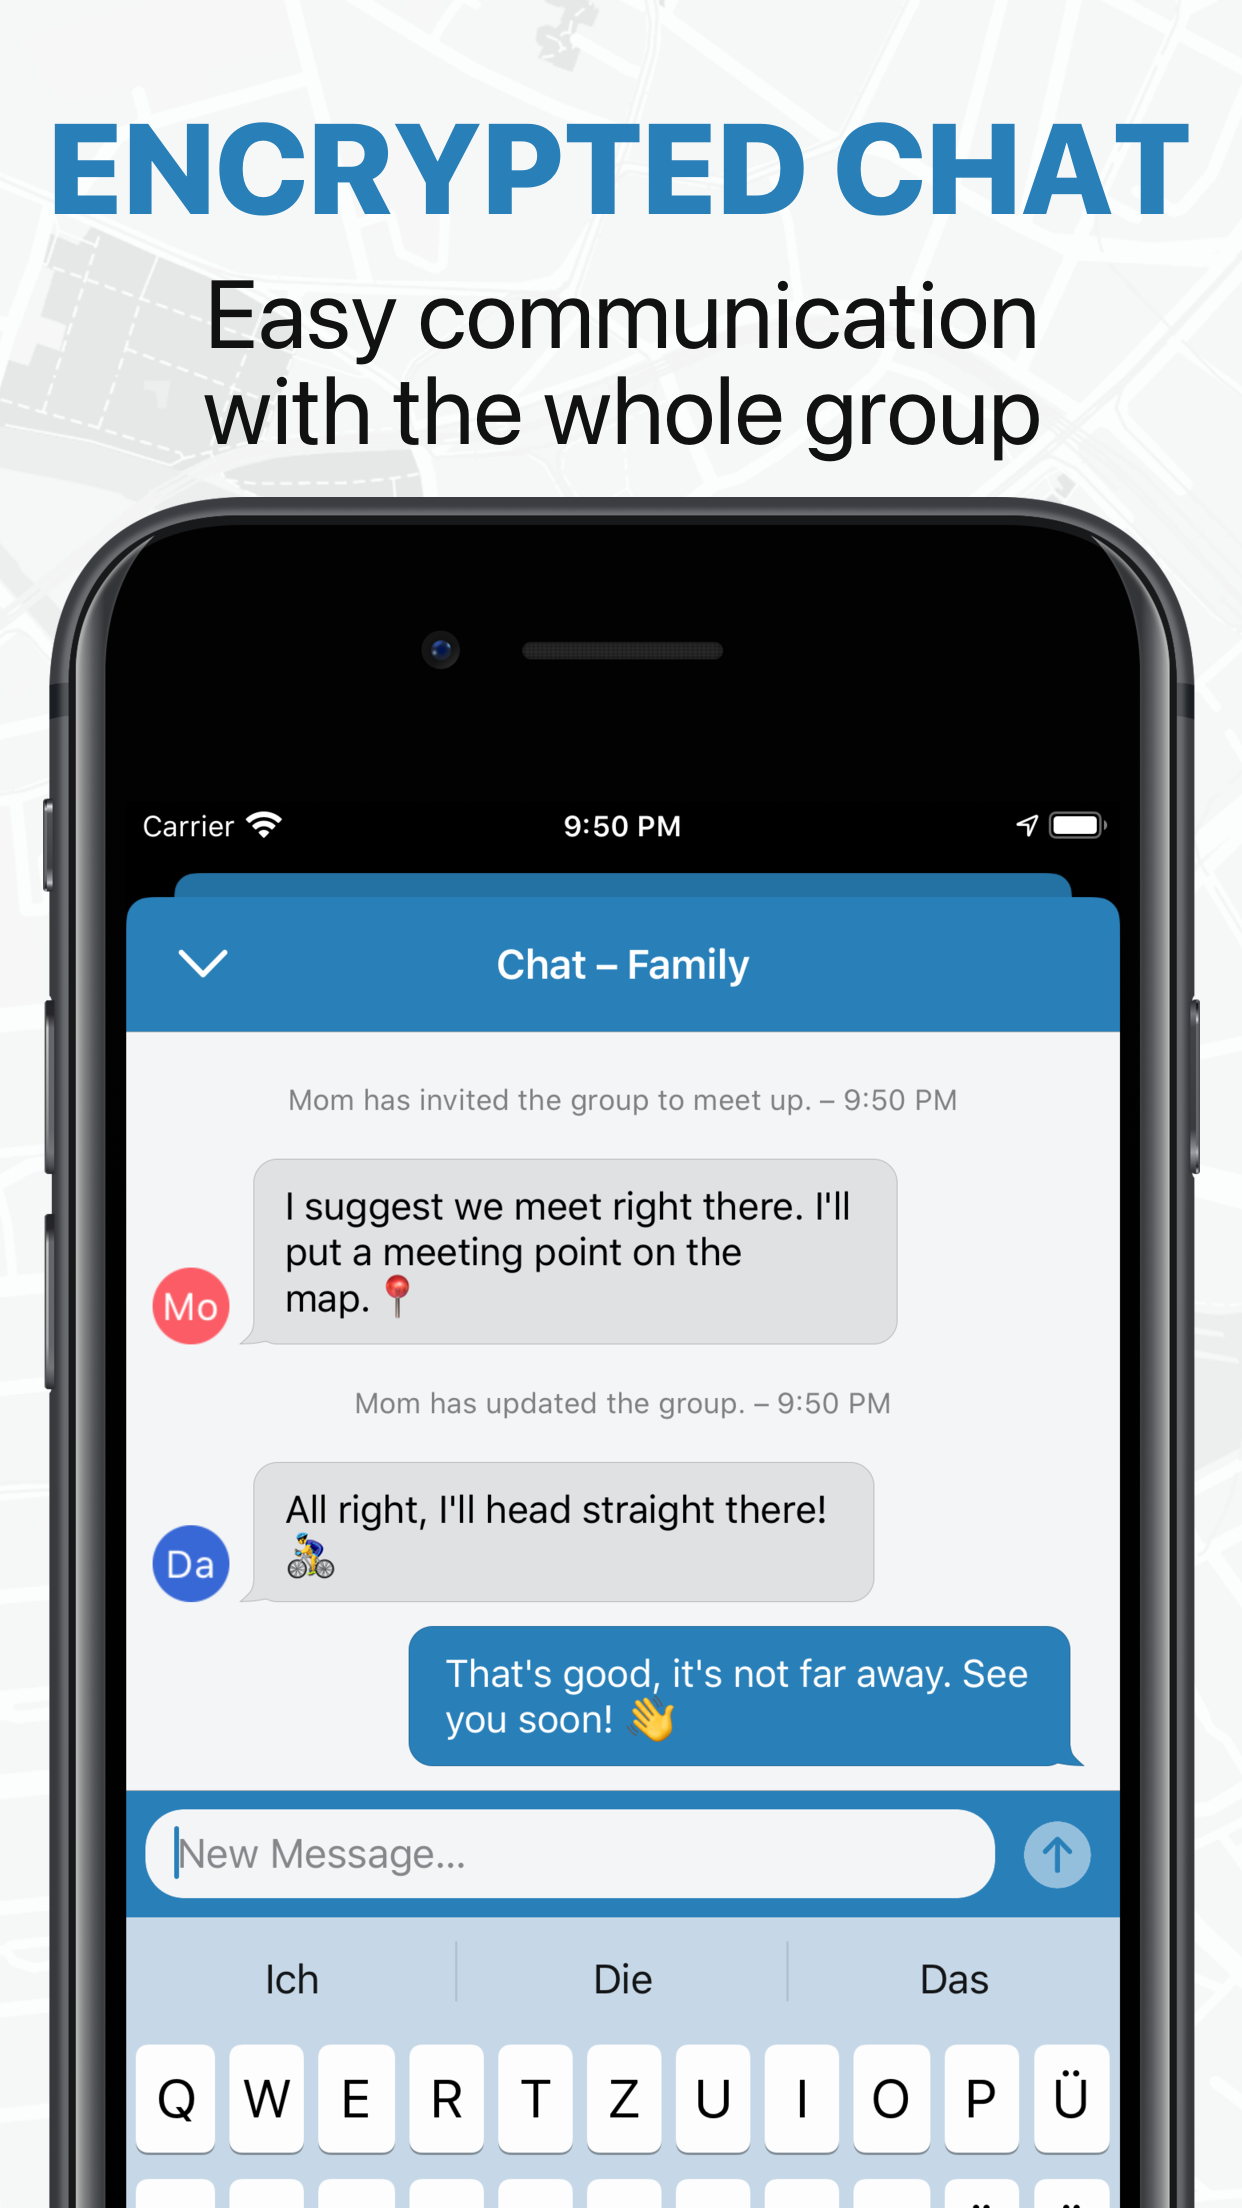 ENCRYPTED CHAT
Easy communication
with the whole group
Carrier 9:50 PM
Chat – Family
Mom has invited the group to meet up. – 9:50 PM
I suggest we meet right there. I'll
put a meeting point on the
map. 📍
Mo
Mom has updated the group. – 9:50 PM
All right, I'll head straight there!
🚴
Da
That's good, it's not far away. See
you soon! 👋
New Message...
Ich Die Das
Q W E R T Z U I O P Ü